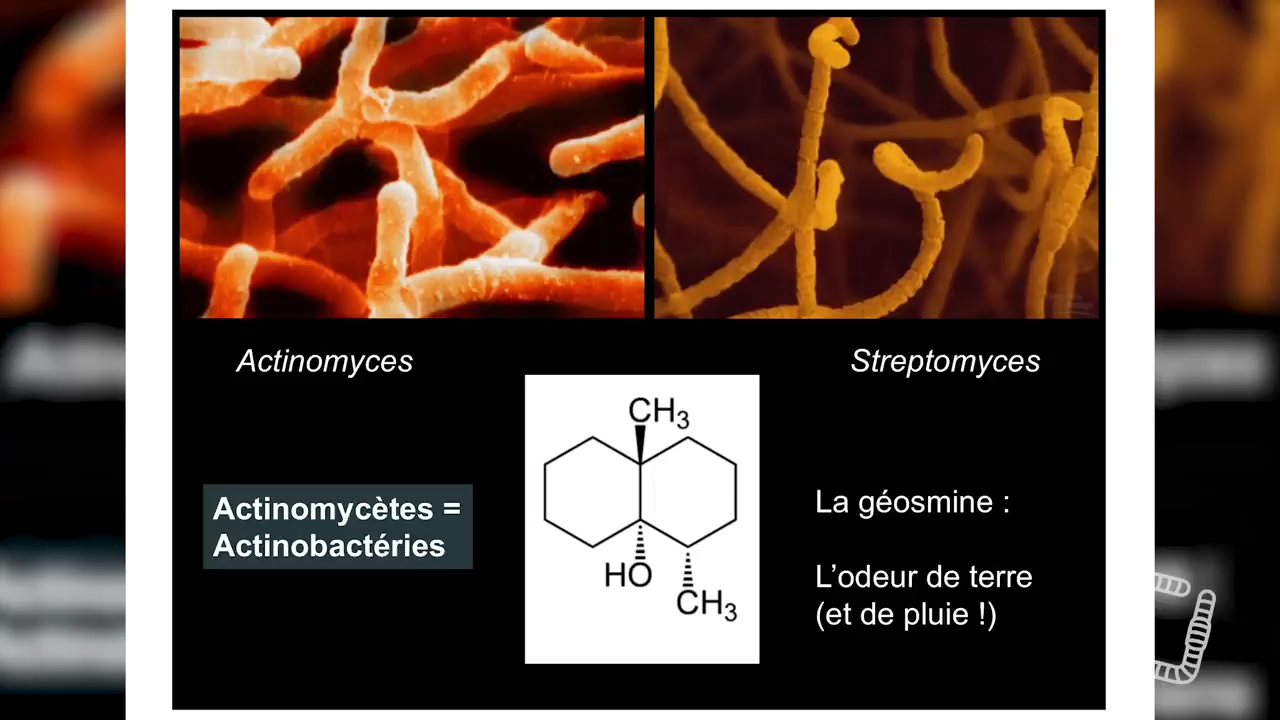 Actinomyces
Streptomyces
CH3
HO
CH3
Actinomycètes =
Actinobactéries
La géosmine :
L’odeur de terre
(et de pluie !)